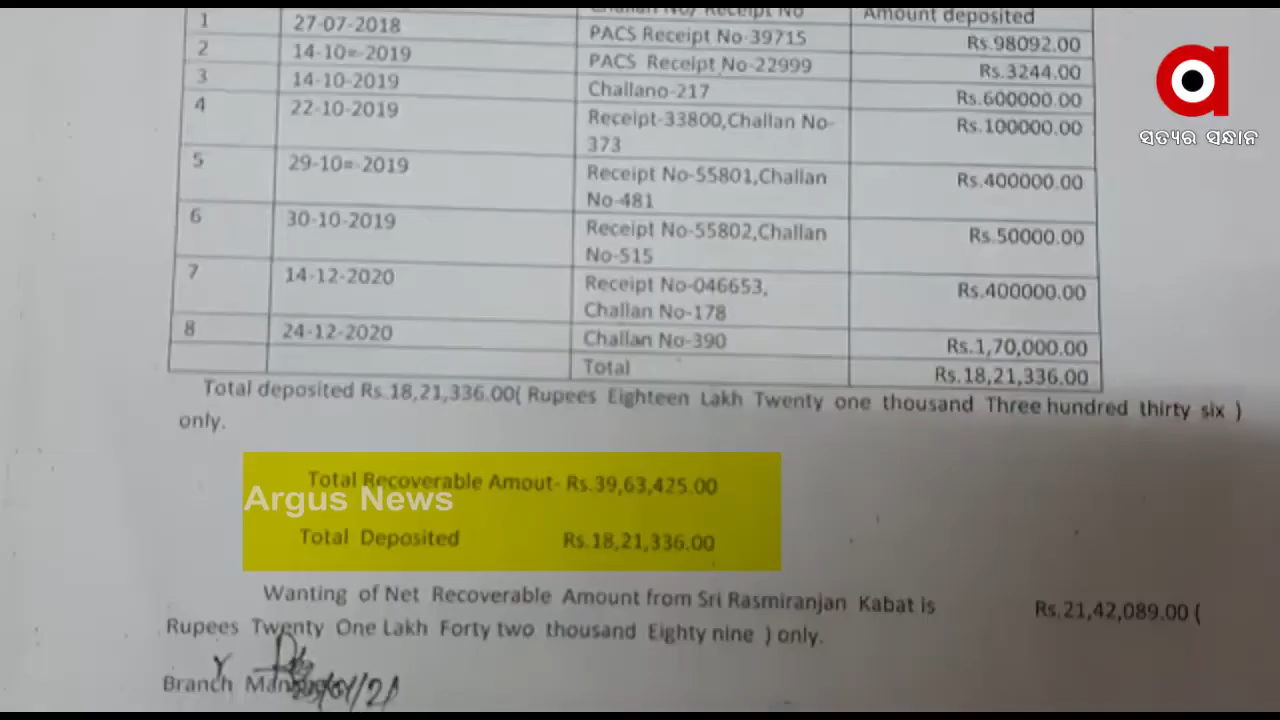 Challan No/ Receipt No Amount deposited
1 27-07-2018 PACS Receipt No-39715 Rs.98092.00
2 14-10=-2019 PACS Receipt No-22999 Rs.3244.00
3 14-10-2019 Challano-217 Rs.600000.00
4 22-10-2019 Receipt-33800,Challan No- Rs.100000.00
373
5 29-10=-2019 Receipt No-55801,Challan Rs.400000.00
No-481
6 30-10-2019 Receipt No-55802,Challan Rs.50000.00
No-515
7 14-12-2020 Receipt No-046653, Rs.400000.00
Challan No-178
8 24-12-2020 Challan No-390 Rs.1,70,000.00
Total Rs.18,21,336.00
Total deposited Rs.18,21,336.00( Rupees Eighteen Lakh Twenty one thousand Three hundred thirty six )
only.
Total Recoverable Amout- Rs.39,63,425.00
Argus News
Total Deposited Rs.18,21,336.00
Wanting of Net Recoverable Amount from Sri Rasmiranjan Kabat is Rs.21,42,089.00 (
Rupees Twenty One Lakh Forty two thousand Eighty nine ) only.
Branch Manager
ସତ୍ୟର ସନ୍ଧାନ